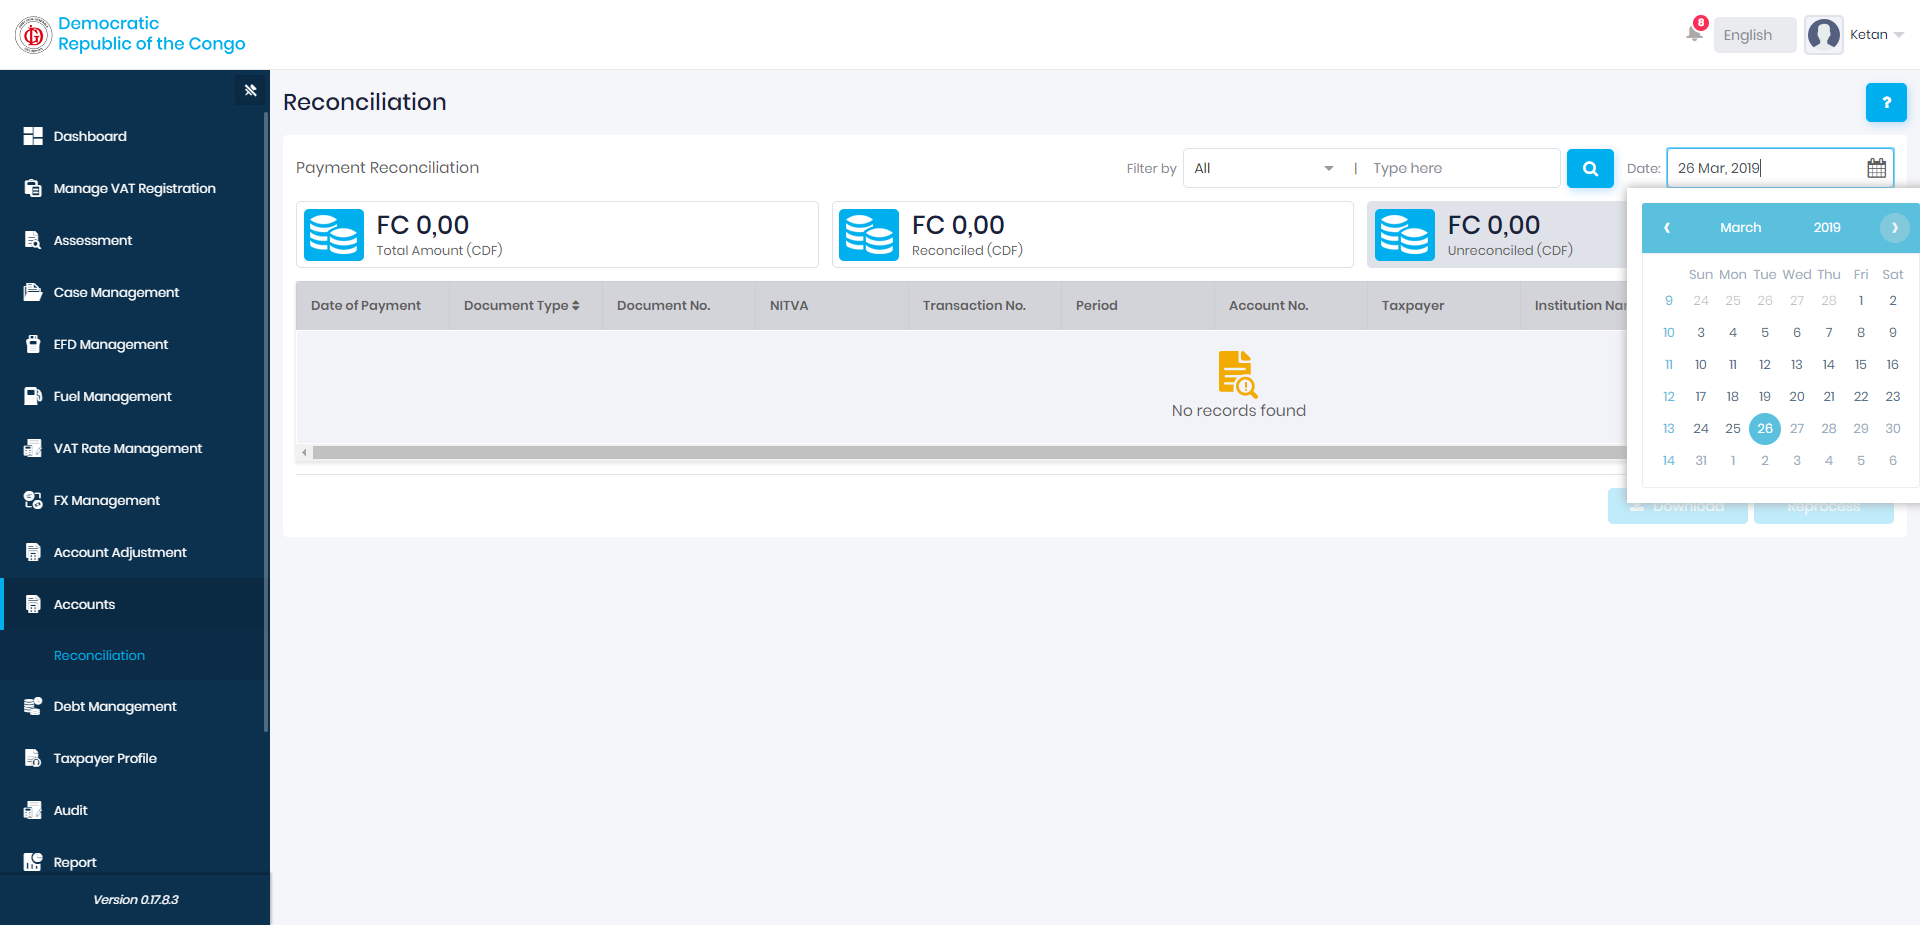 Democratic
Republic of the Congo
8
English
Ketan
Dashboard
Manage VAT Registration
Assessment
Case Management
EFD Management
Fuel Management
VAT Rate Management
FX Management
Account Adjustment
Accounts
Reconciliation
Debt Management
Taxpayer Profile
Audit
Report
Version 0.17.8.3
Reconciliation
?
Payment Reconciliation
Filter by
All
| Type here
Date:
26 Mar, 2019
FC 0,00
Total Amount (CDF)
FC 0,00
Reconciled (CDF)
FC 0,00
Unreconciled (CDF)
Date of Payment Document Type Document No. NITVA Transaction No. Period Account No. Taxpayer Institution Nar
No records found
March 2019
Sun Mon Tue Wed Thu Fri Sat
9 24 25 26 27 28 1 2
10 3 4 5 6 7 8 9
11 10 11 12 13 14 15 16
12 17 18 19 20 21 22 23
13 24 25 26 27 28 29 30
14 31 1 2 3 4 5 6
Download
Reprocess